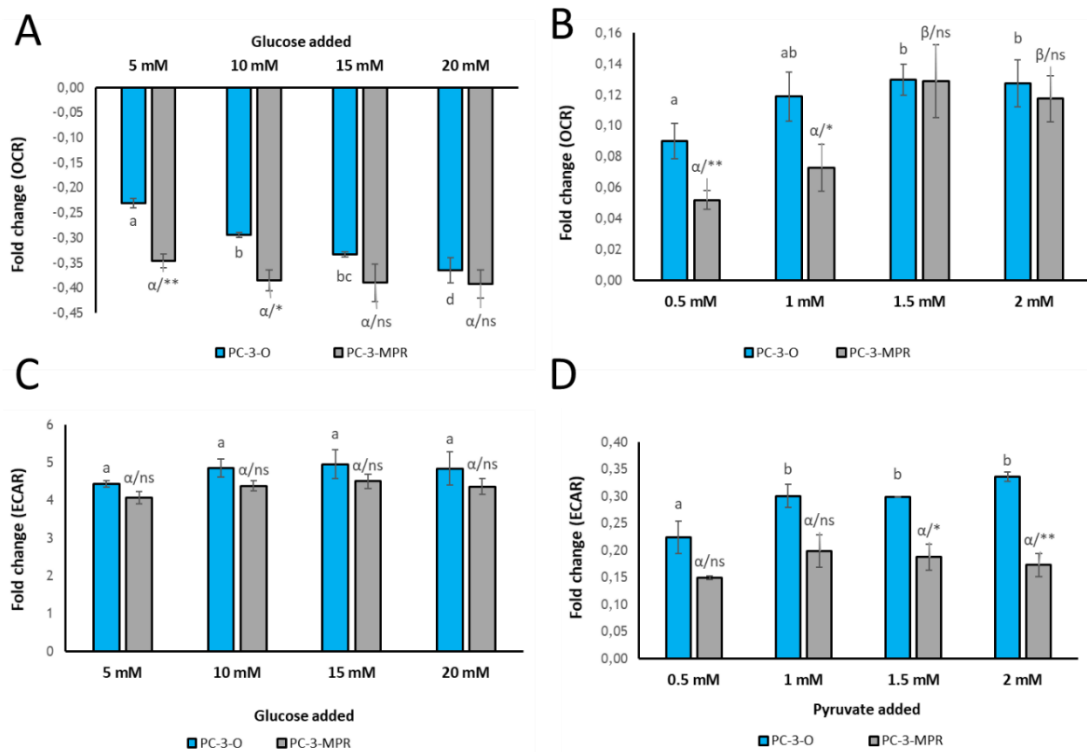 A
Glucose added
5 mM 10 mM 15 mM 20 mM
Fold change (OCR)
0,00
-0,05
-0,10
-0,15
-0,20
-0,25
-0,30
-0,35
-0,40
-0,45
a
α/**
b
α/*
bc
α/ns
d
α/ns
PC-3-O PC-3-MPR
B
Fold change (OCR)
0,16
0,14
0,12
0,10
0,08
0,06
0,04
0,02
0,00
a
α/**
ab
α/*
b
β/ns
b
β/ns
0.5 mM 1 mM 1.5 mM 2 mM
PC-3-O PC-3-MPR
C
Fold change (ECAR)
6
5
4
3
2
1
0
a
α/ns
a
α/ns
a
α/ns
a
α/ns
5 mM 10 mM 15 mM 20 mM
Glucose added
PC-3-O PC-3-MPR
D
Fold change (ECAR)
0,40
0,35
0,30
0,25
0,20
0,15
0,10
0,05
0,00
a
α/ns
b
α/ns
b
α/*
b
α/**
0.5 mM 1 mM 1.5 mM 2 mM
Pyruvate added
PC-3-O PC-3-MPR